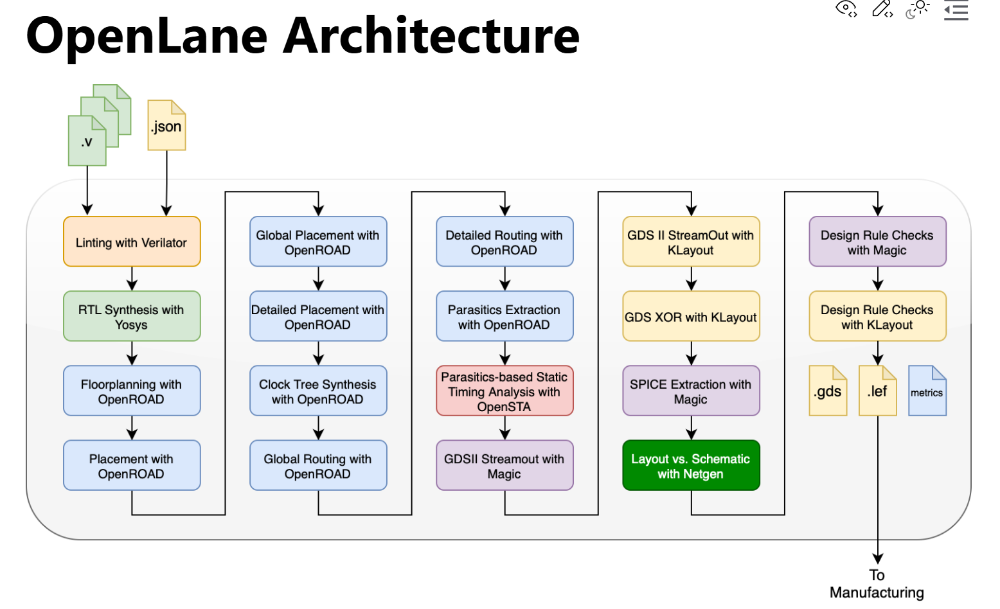 OpenLane Architecture
.v
.json
Linting with Verilator
RTL Synthesis with
Yosys
Floorplanning with
OpenROAD
Placement with
OpenROAD
Global Placement with
OpenROAD
Detailed Placement with
OpenROAD
Clock Tree Synthesis
with OpenROAD
Global Routing with
OpenROAD
Detailed Routing with
OpenROAD
Parasitics Extraction
with OpenROAD
Parasitics-based Static
Timing Analysis with
OpenSTA
GDSII Streamout with
Magic
GDS II StreamOut with
KLayout
GDS XOR with KLayout
SPICE Extraction with
Magic
Layout vs. Schematic
with Netgen
Design Rule Checks
with Magic
Design Rule Checks
with KLayout
.gds
.lef
metrics
To
Manufacturing